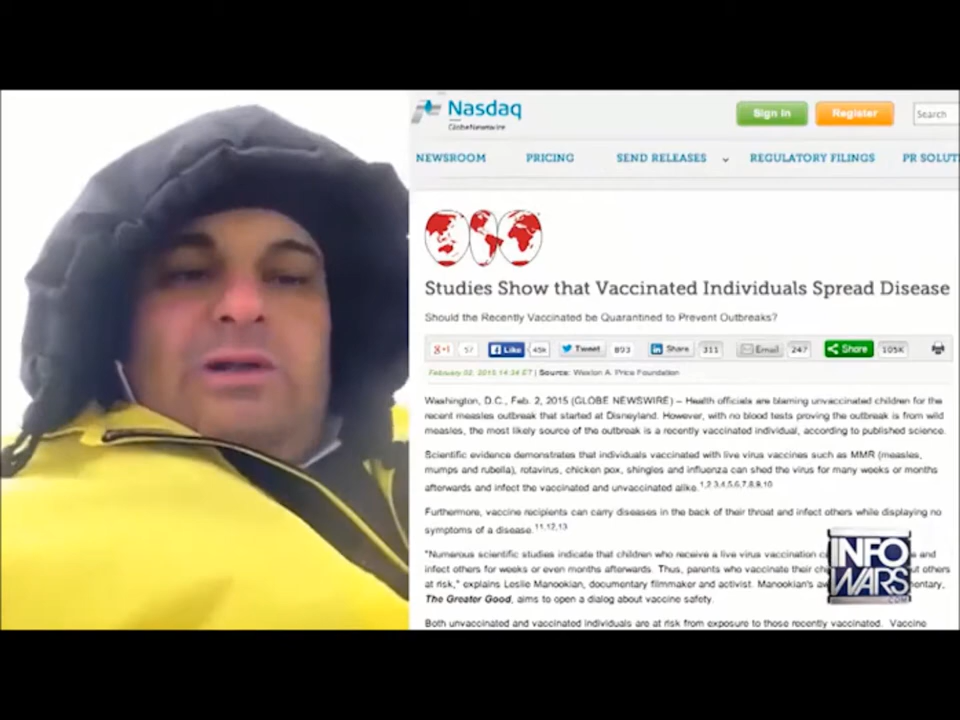 Nasdaq
GlobeNewswire
Sign In
Register
Search
NEWSROOM
PRICING
SEND RELEASES
REGULATORY FILINGS
PR SOLUT
Studies Show that Vaccinated Individuals Spread Disease
Should the Recently Vaccinated be Quarantined to Prevent Outbreaks?
g+1 57 Like 45k Tweet 893 Share 311 Email 247 Share 105K
February 02, 2015 14:34 ET | Source: Weston A. Price Foundation
Washington, D.C., Feb. 2, 2015 (GLOBE NEWSWIRE) -- Health officials are blaming unvaccinated children for the
recent measles outbreak that started at Disneyland. However, with no blood tests proving the outbreak is from wild
measles, the most likely source of the outbreak is a recently vaccinated individual, according to published science.
Scientific evidence demonstrates that individuals vaccinated with live virus vaccines such as MMR (measles,
mumps and rubella), rotavirus, chicken pox, shingles and influenza can shed the virus for many weeks or months
afterwards and infect the vaccinated and unvaccinated alike.1,2,3,4,5,6,7,8,9,10
Furthermore, vaccine recipients can carry diseases in the back of their throat and infect others while displaying no
symptoms of a disease.11,12,13
"Numerous scientific studies indicate that children who receive a live virus vaccination c and
infect others for weeks or even months afterwards. Thus, parents who vaccinate their ch ut others
at risk," explains Leslie Manookian, documentary filmmaker and activist. Manookian's aw mentary,
The Greater Good, aims to open a dialog about vaccine safety.
Both unvaccinated and vaccinated individuals are at risk from exposure to those recently vaccinated. Vaccine
INFO
WARS
.COM